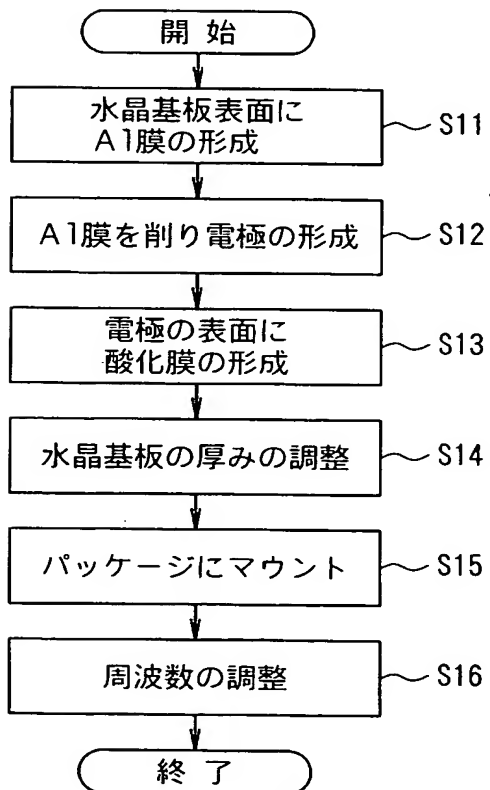 開 始
水晶基板表面に
A1膜の形成
S11
A1膜を削り電極の形成
S12
電極の表面に
酸化膜の形成
S13
水晶基板の厚みの調整
S14
パッケージにマウント
S15
周波数の調整
S16
終 了